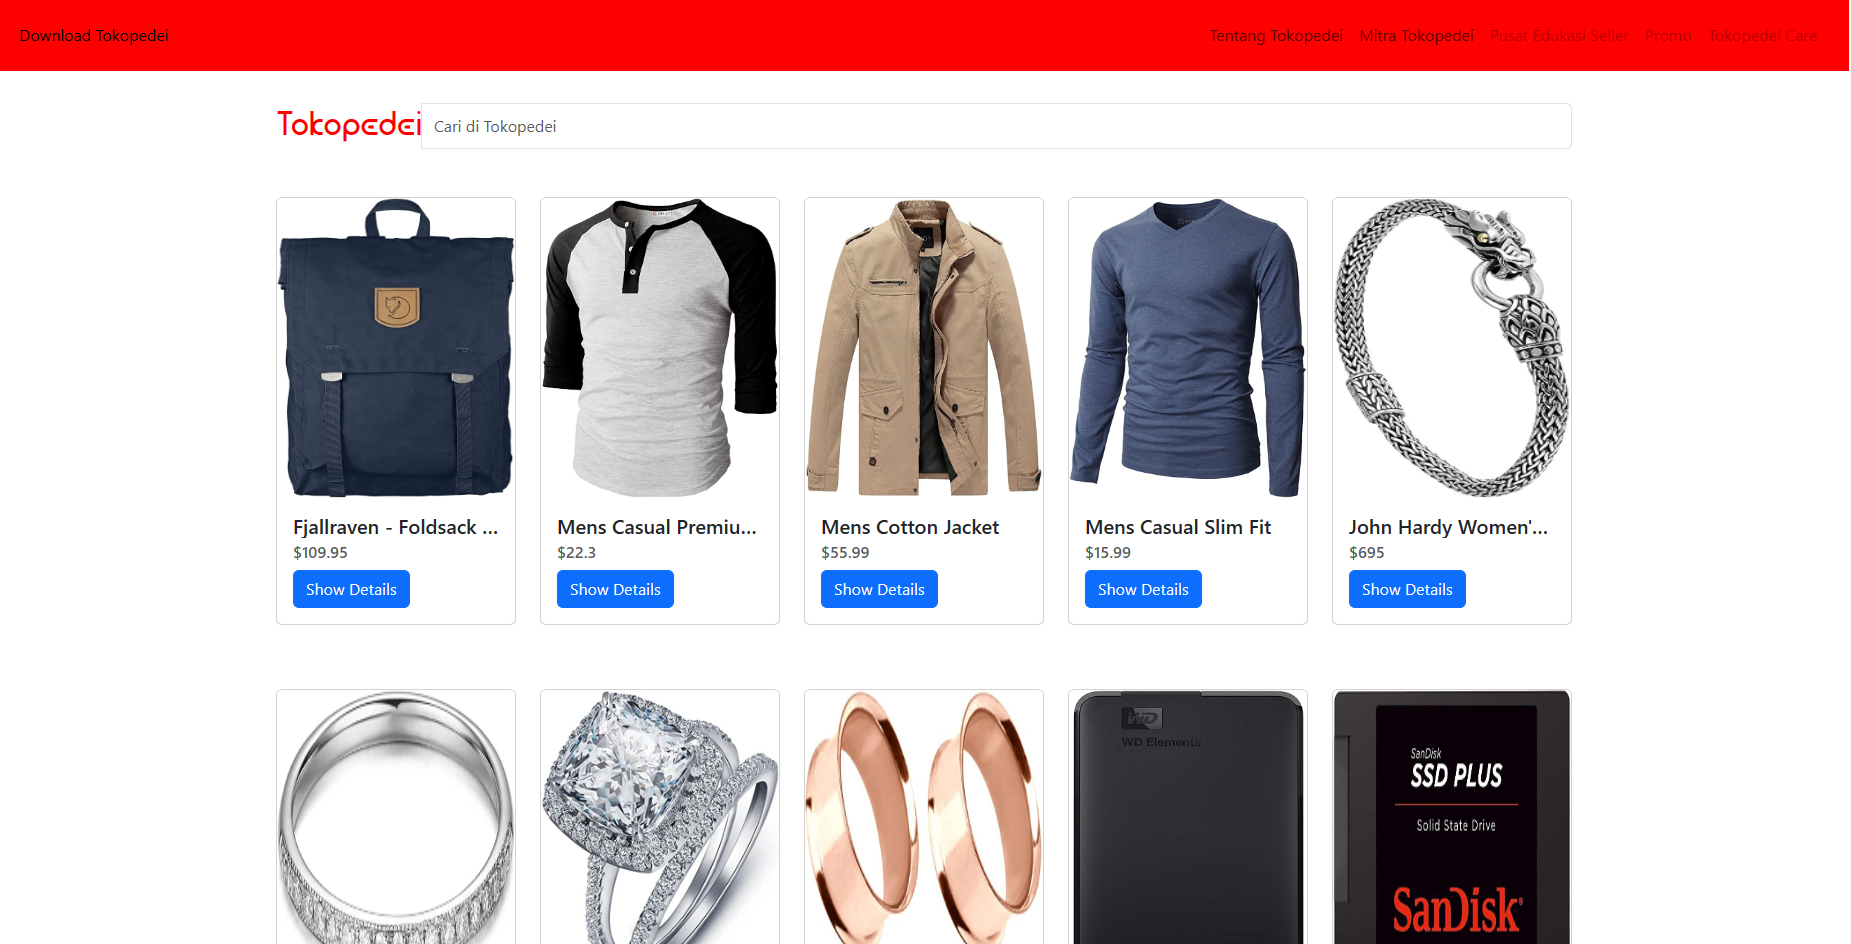 Download Tokopedei
Tentang Tokopedei Mitra Tokopedei Pusat Edukasi Seller Promo Tokopedei Care
Tokopedei
Cari di Tokopedei
Fjallraven - Foldsack ...
$109.95
Show Details
Mens Casual Premiu...
$22.3
Show Details
Mens Cotton Jacket
$55.99
Show Details
Mens Casual Slim Fit
$15.99
Show Details
John Hardy Women'...
$695
Show Details
WD
WD Elements
SanDisk
SSD PLUS
Solid State Drive
SanDisk